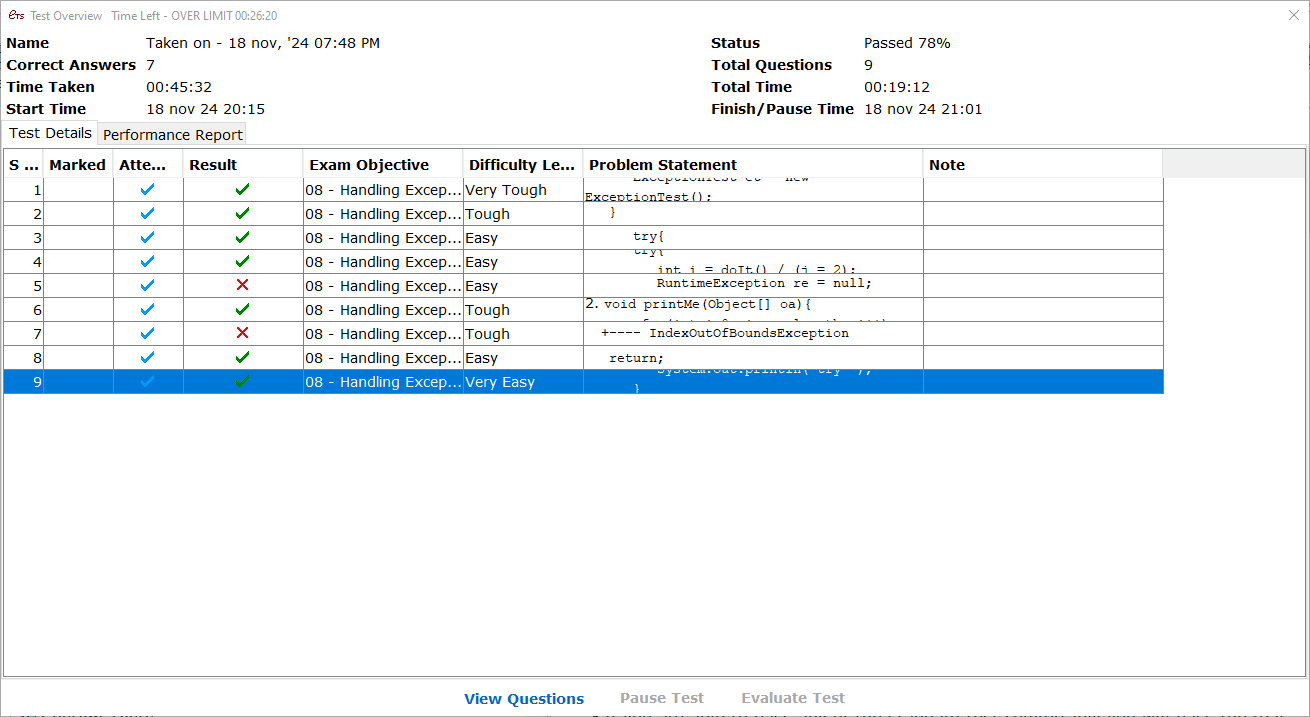 ETS Test Overview Time Left - OVER LIMIT 00:26:20
Name Taken on - 18 nov, '24 07:48 PM Status Passed 78%
Correct Answers 7 Total Questions 9
Time Taken 00:45:32 Total Time 00:19:12
Start Time 18 nov 24 20:15 Finish/Pause Time 18 nov 24 21:01
Test Details Performance Report
S ... Marked Atte... Result Exam Objective Difficulty Le... Problem Statement Note
1 08 - Handling Excep... Very Tough ExceptionTest et = new
ExceptionTest();
2 08 - Handling Excep... Tough }
3 08 - Handling Excep... Easy try{
4 08 - Handling Excep... Easy try{
int i = doIt() / (j = 2);
5 08 - Handling Excep... Easy RuntimeException re = null;
6 08 - Handling Excep... Tough 2. void printMe(Object[] oa){
7 08 - Handling Excep... Tough +---- IndexOutOfBoundsException
8 08 - Handling Excep... Easy return;
9 08 - Handling Excep... Very Easy System.out.println("try ");
}
View Questions Pause Test Evaluate Test